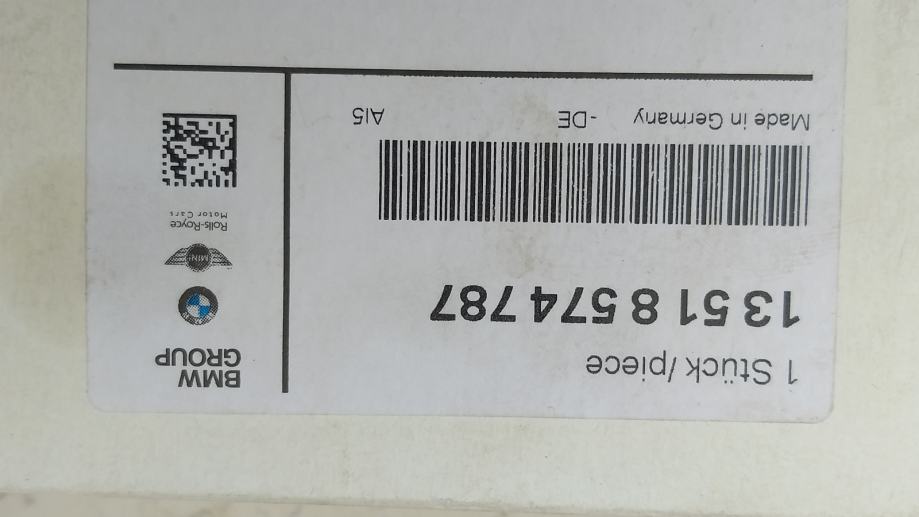 1 Stück/piece
13 51 8 574 787
Made in Germany -DE AI5
BMW
GROUP
MINI
Rolls-Royce
Motor Cars